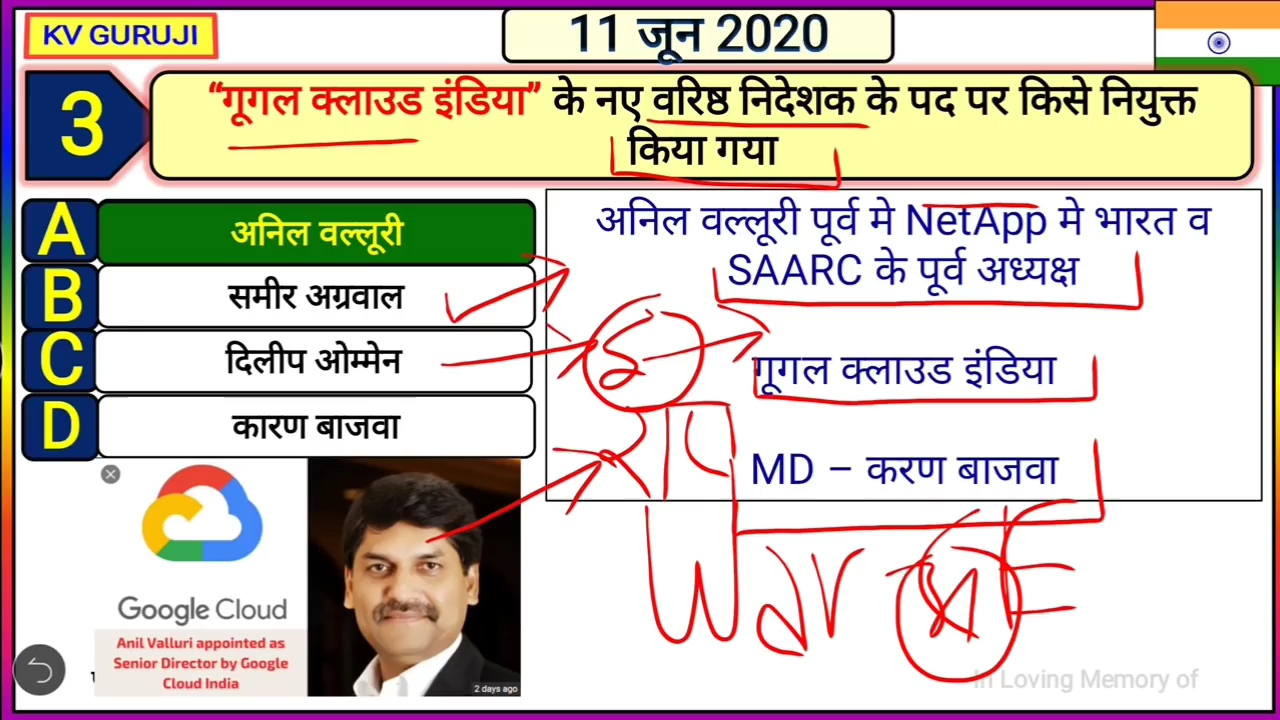 KV GURUJI
11 जून 2020
3
“गूगल क्लाउड इंडिया” के नए वरिष्ठ निदेशक के पद पर किसे नियुक्त
किया गया
A अनिल वल्लूरी
B समीर अग्रवाल
C दिलीप ओम्मेन
D कारण बाजवा
अनिल वल्लूरी पूर्व मे NetApp मे भारत व
SAARC के पूर्व अध्यक्ष
गूगल क्लाउड इंडिया
MD – करण बाजवा
Google Cloud
Anil Valluri appointed as
Senior Director by Google
Cloud India
2 days ago
In Loving Memory of